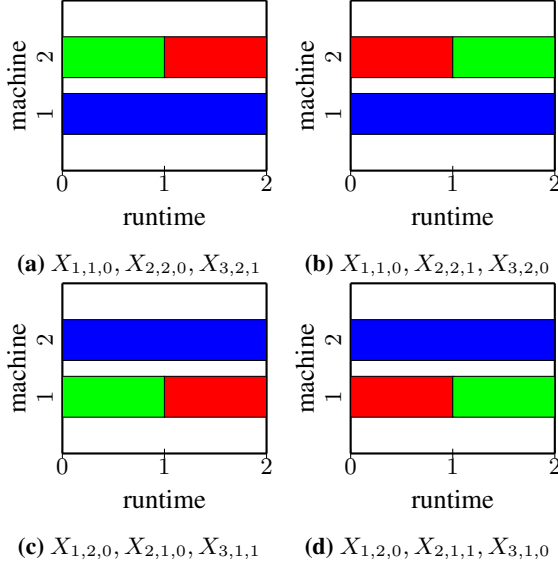 machine
2
1
0 1 2
runtime
(a) X₁,₁,₀, X₂,₂,₀, X₃,₂,₁
machine
2
1
0 1 2
runtime
(b) X₁,₁,₀, X₂,₂,₁, X₃,₂,₀
machine
2
1
0 1 2
runtime
(c) X₁,₂,₀, X₂,₁,₀, X₃,₁,₁
machine
2
1
0 1 2
runtime
(d) X₁,₂,₀, X₂,₁,₁, X₃,₁,₀